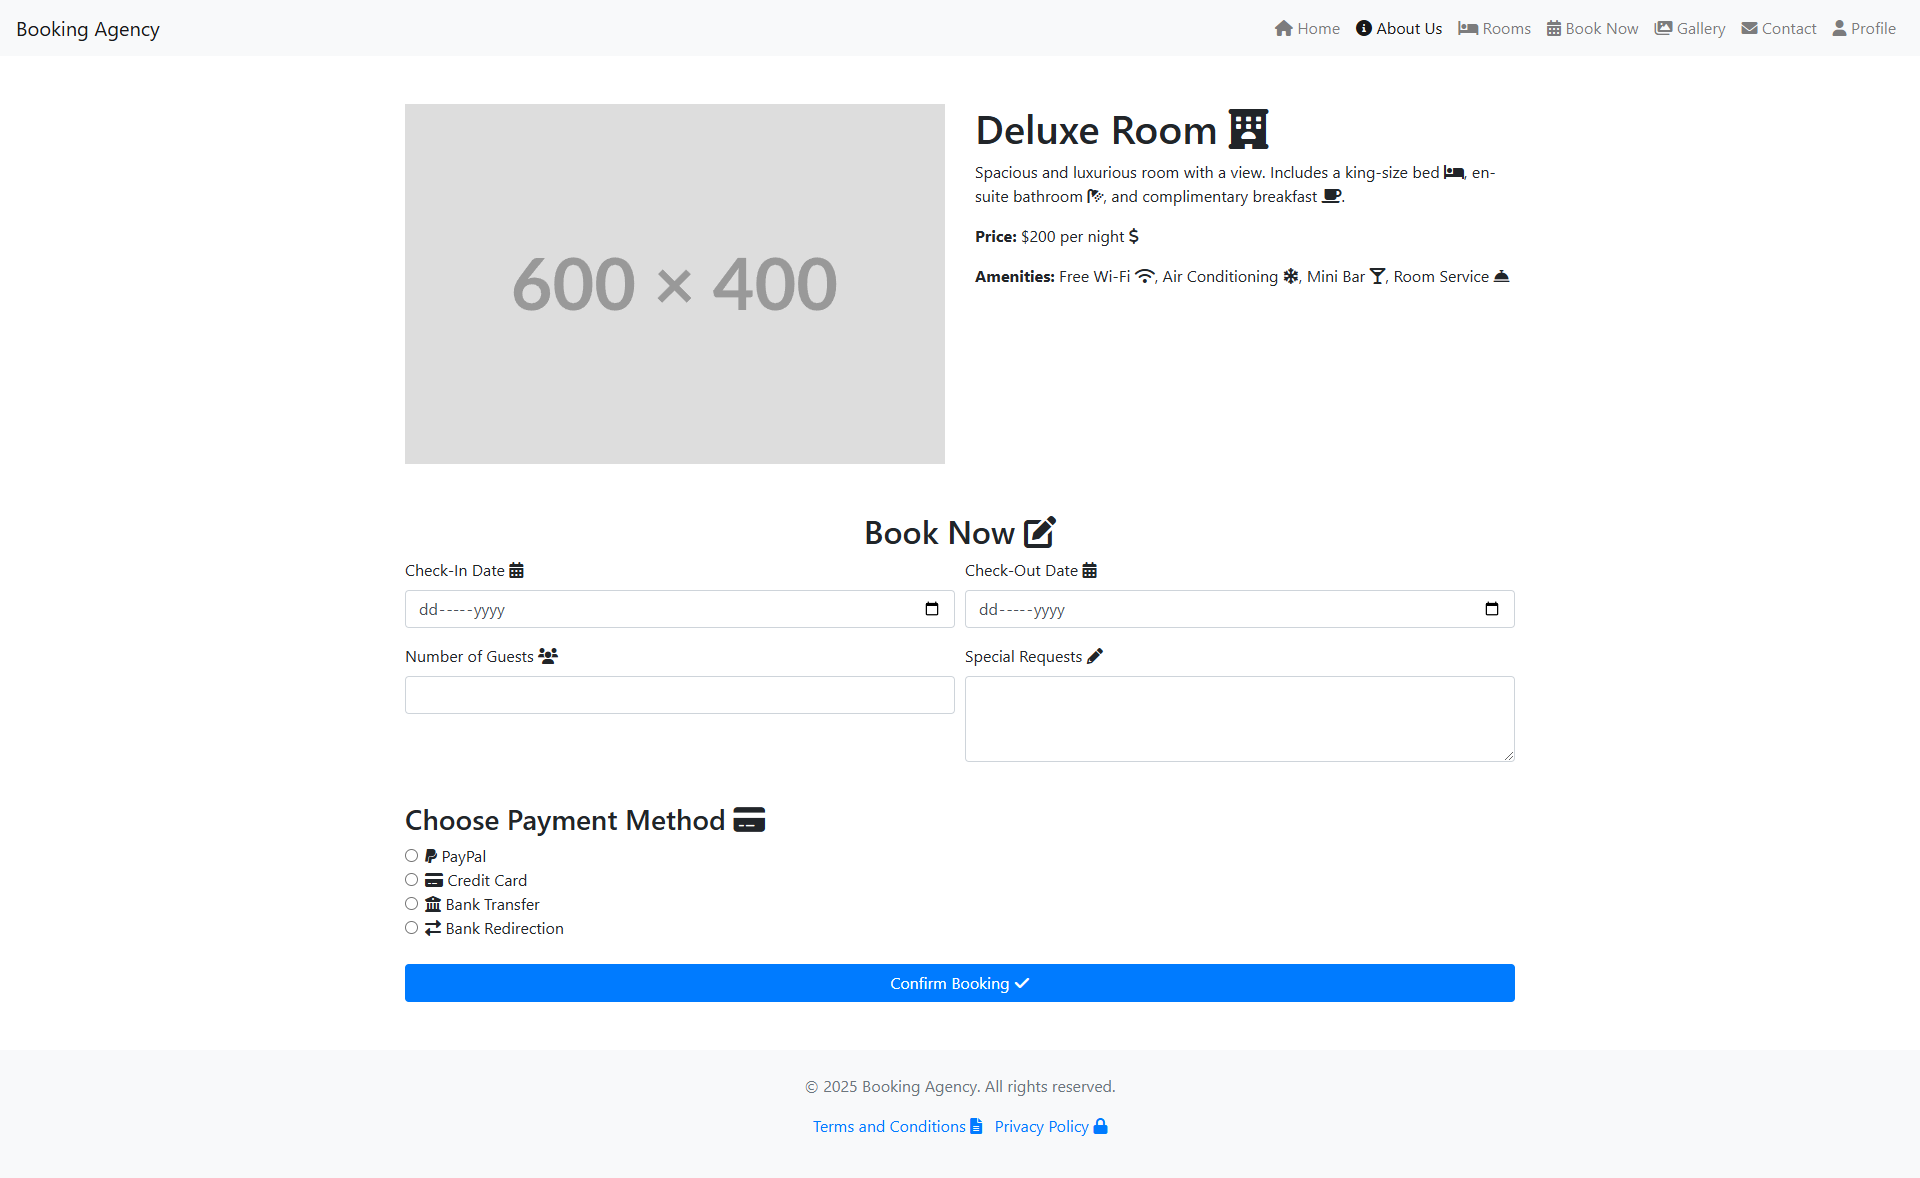 Booking Agency
Home About Us Rooms Book Now Gallery Contact Profile
600 × 400
Deluxe Room
Spacious and luxurious room with a view. Includes a king-size bed , en-
suite bathroom , and complimentary breakfast .
Price: $200 per night $
Amenities: Free Wi-Fi , Air Conditioning , Mini Bar , Room Service
Book Now
Check-In Date
Check-Out Date
dd-----yyyy
dd-----yyyy
Number of Guests
Special Requests
Choose Payment Method
PayPal
Credit Card
Bank Transfer
Bank Redirection
Confirm Booking
© 2025 Booking Agency. All rights reserved.
Terms and Conditions Privacy Policy